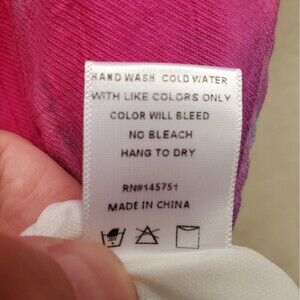 HAND WASH COLD WATER
WITH LIKE COLORS ONLY
COLOR WILL BLEED
NO BLEACH
HANG TO DRY
RN#145751
MADE IN CHINA